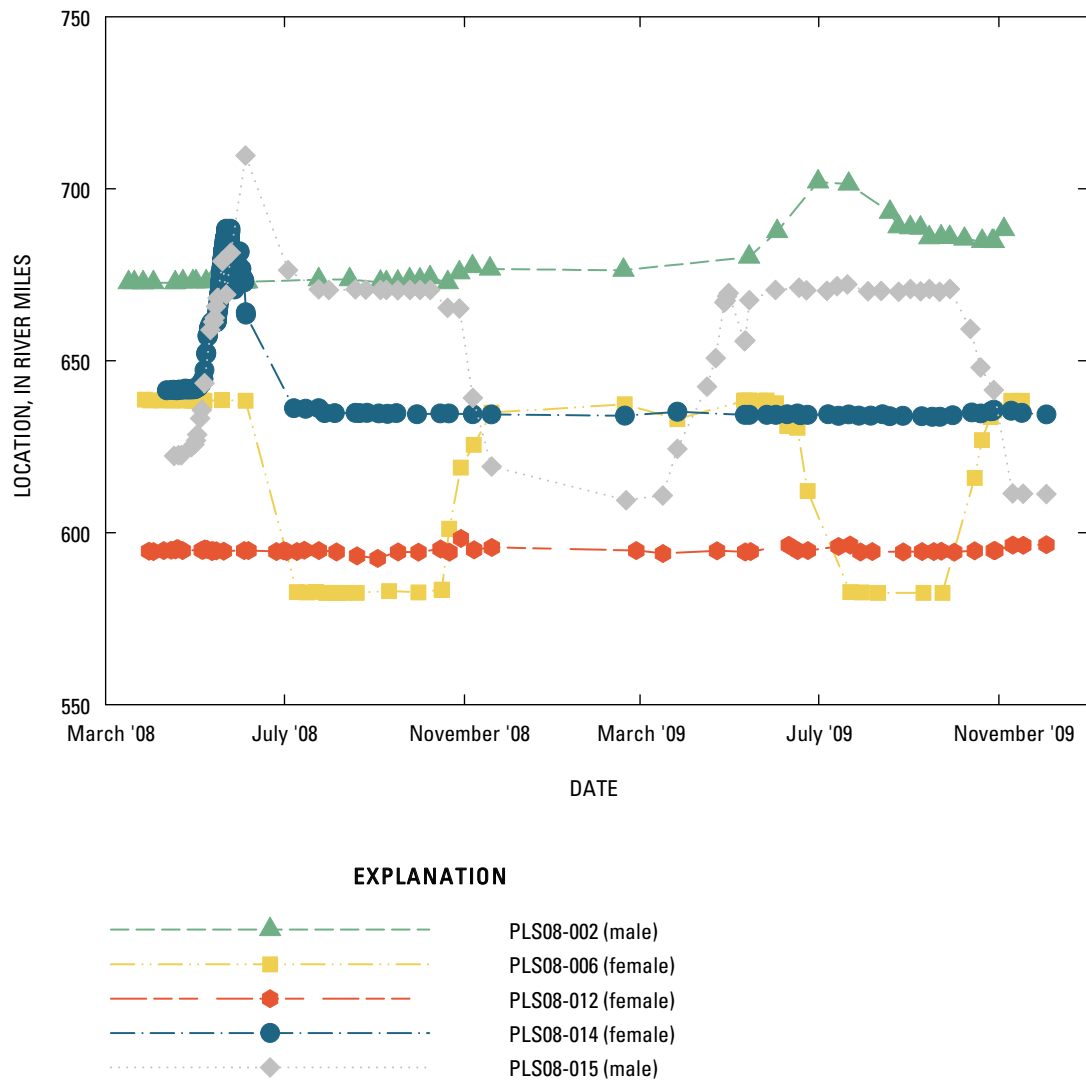 750
700
650
600
550
LOCATION, IN RIVER MILES
March '08 July '08 November '08 March '09 July '09 November '09
DATE
EXPLANATION
PLS08-002 (male)
PLS08-006 (female)
PLS08-012 (female)
PLS08-014 (female)
PLS08-015 (male)